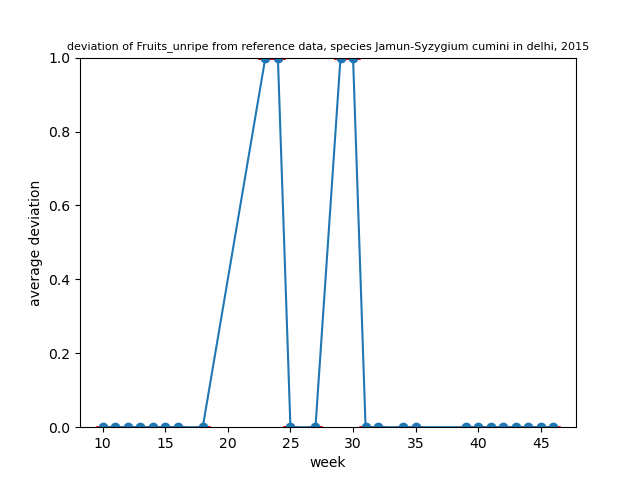 deviation of Fruits_unripe from reference data, species Jamun-Syzygium cumini in delhi, 2015
1.0
0.8
0.6
0.4
0.2
0.0
average deviation
10 15 20 25 30 35 40 45
week